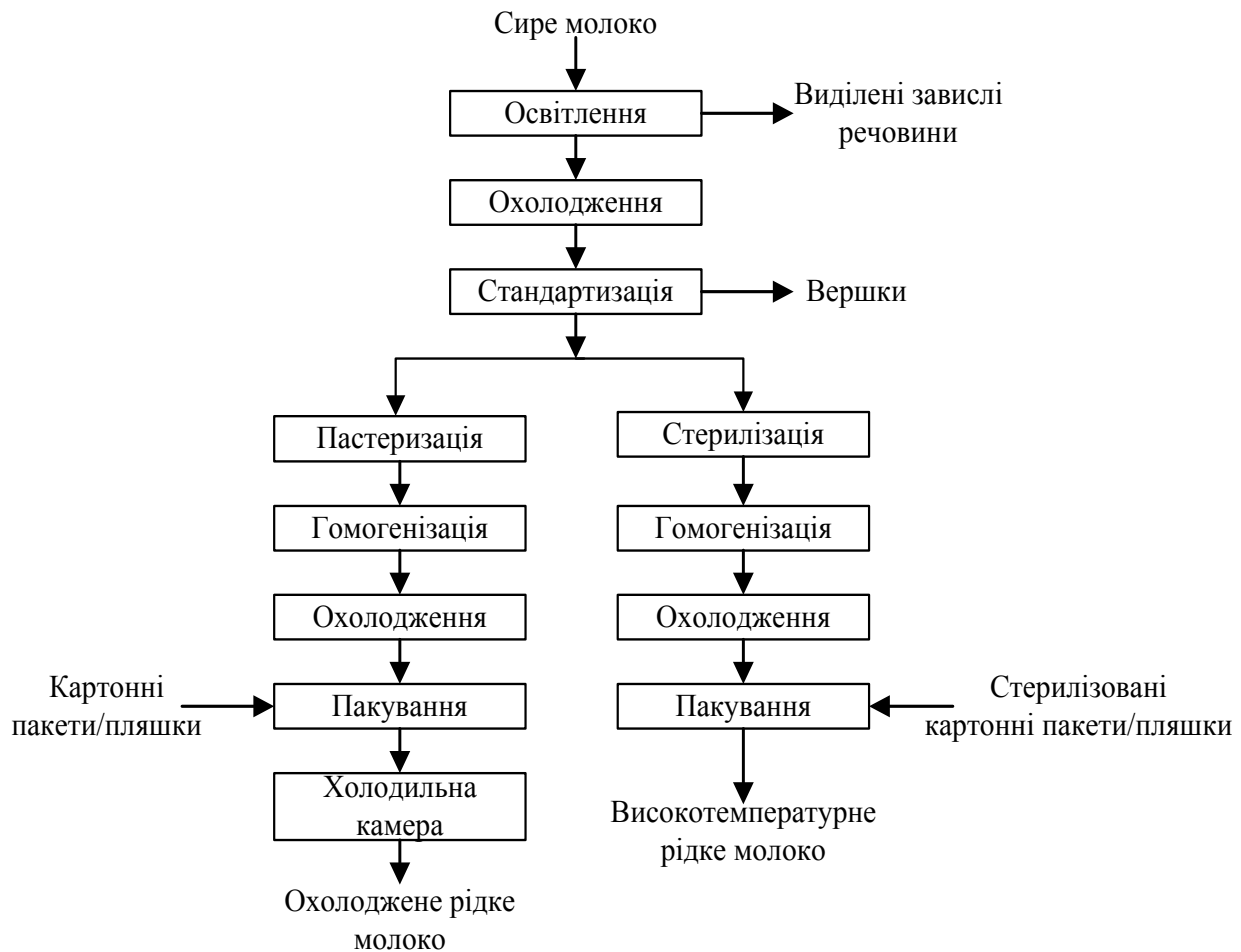 Сире молоко
Освітлення
Виділені завислі
речовини
Охолодження
Стандартизація
Вершки
Пастеризація
Стерилізація
Гомогенізація
Гомогенізація
Охолодження
Охолодження
Картонні
пакети/пляшки
Пакування
Пакування
Стерилізовані
картонні пакети/пляшки
Холодильна
камера
Високотемпературне
рідке молоко
Охолоджене рідке
молоко